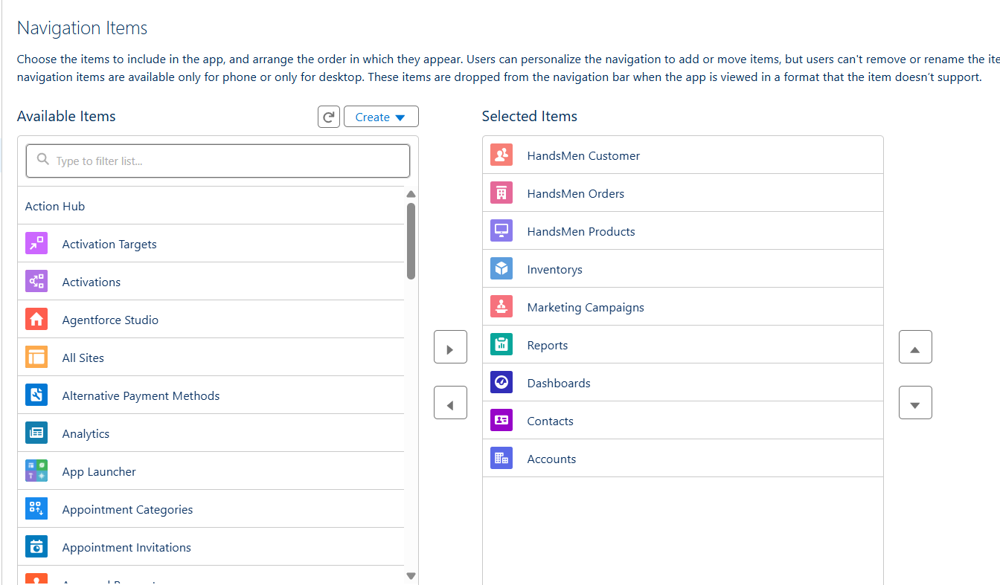 Navigation Items
Choose the items to include in the app, and arrange the order in which they appear. Users can personalize the navigation to add or move items, but users can't remove or rename the
navigation items are available only for phone or only for desktop. These items are dropped from the navigation bar when the app is viewed in a format that the item doesn't support.
Available Items
Create
Selected Items
Type to filter list...
Action Hub
Activation Targets
Activations
Agentforce Studio
All Sites
Alternative Payment Methods
Analytics
App Launcher
Appointment Categories
Appointment Invitations
HandsMen Customer
HandsMen Orders
HandsMen Products
Inventorys
Marketing Campaigns
Reports
Dashboards
Contacts
Accounts